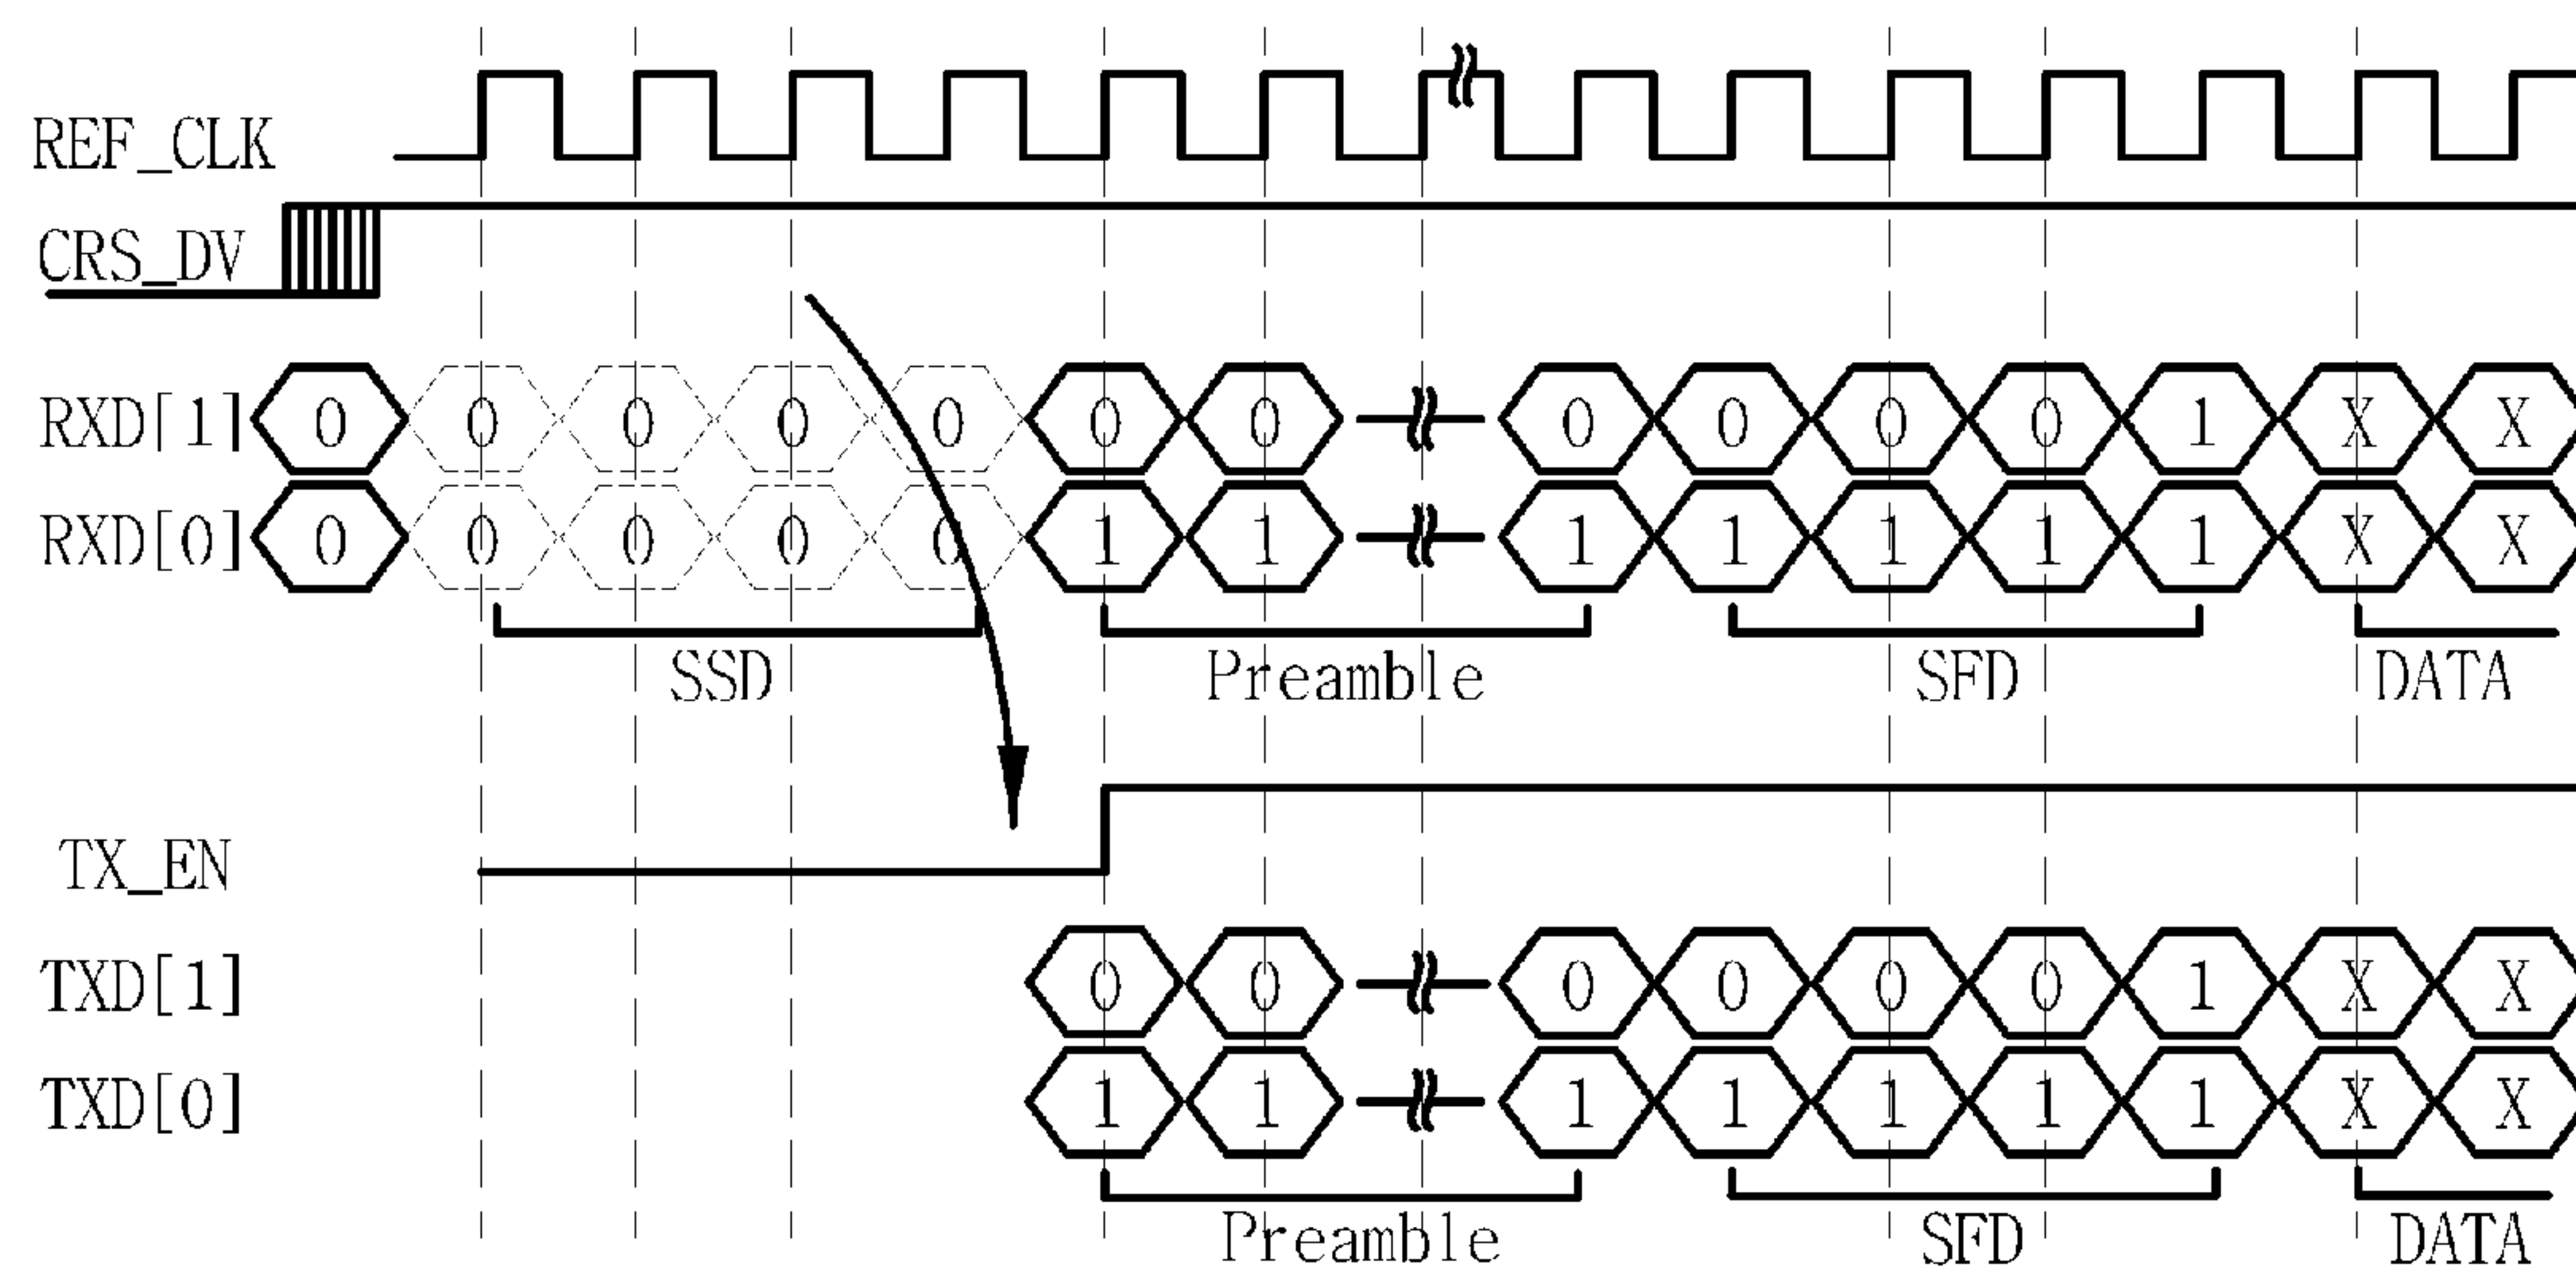 REF_CLK
CRS_DV
RXD[1] 0 0 0 0 0 0 0 0 0 0 0 1 X X
RXD[0] 0 0 0 0 0 1 1 1 1 1 1 1 X X
SSD Preamble SFD DATA
TX_EN
TXD[1] 0 0 0 0 0 0 1 X X
TXD[0] 1 1 1 1 1 1 1 X X
Preamble SFD DATA